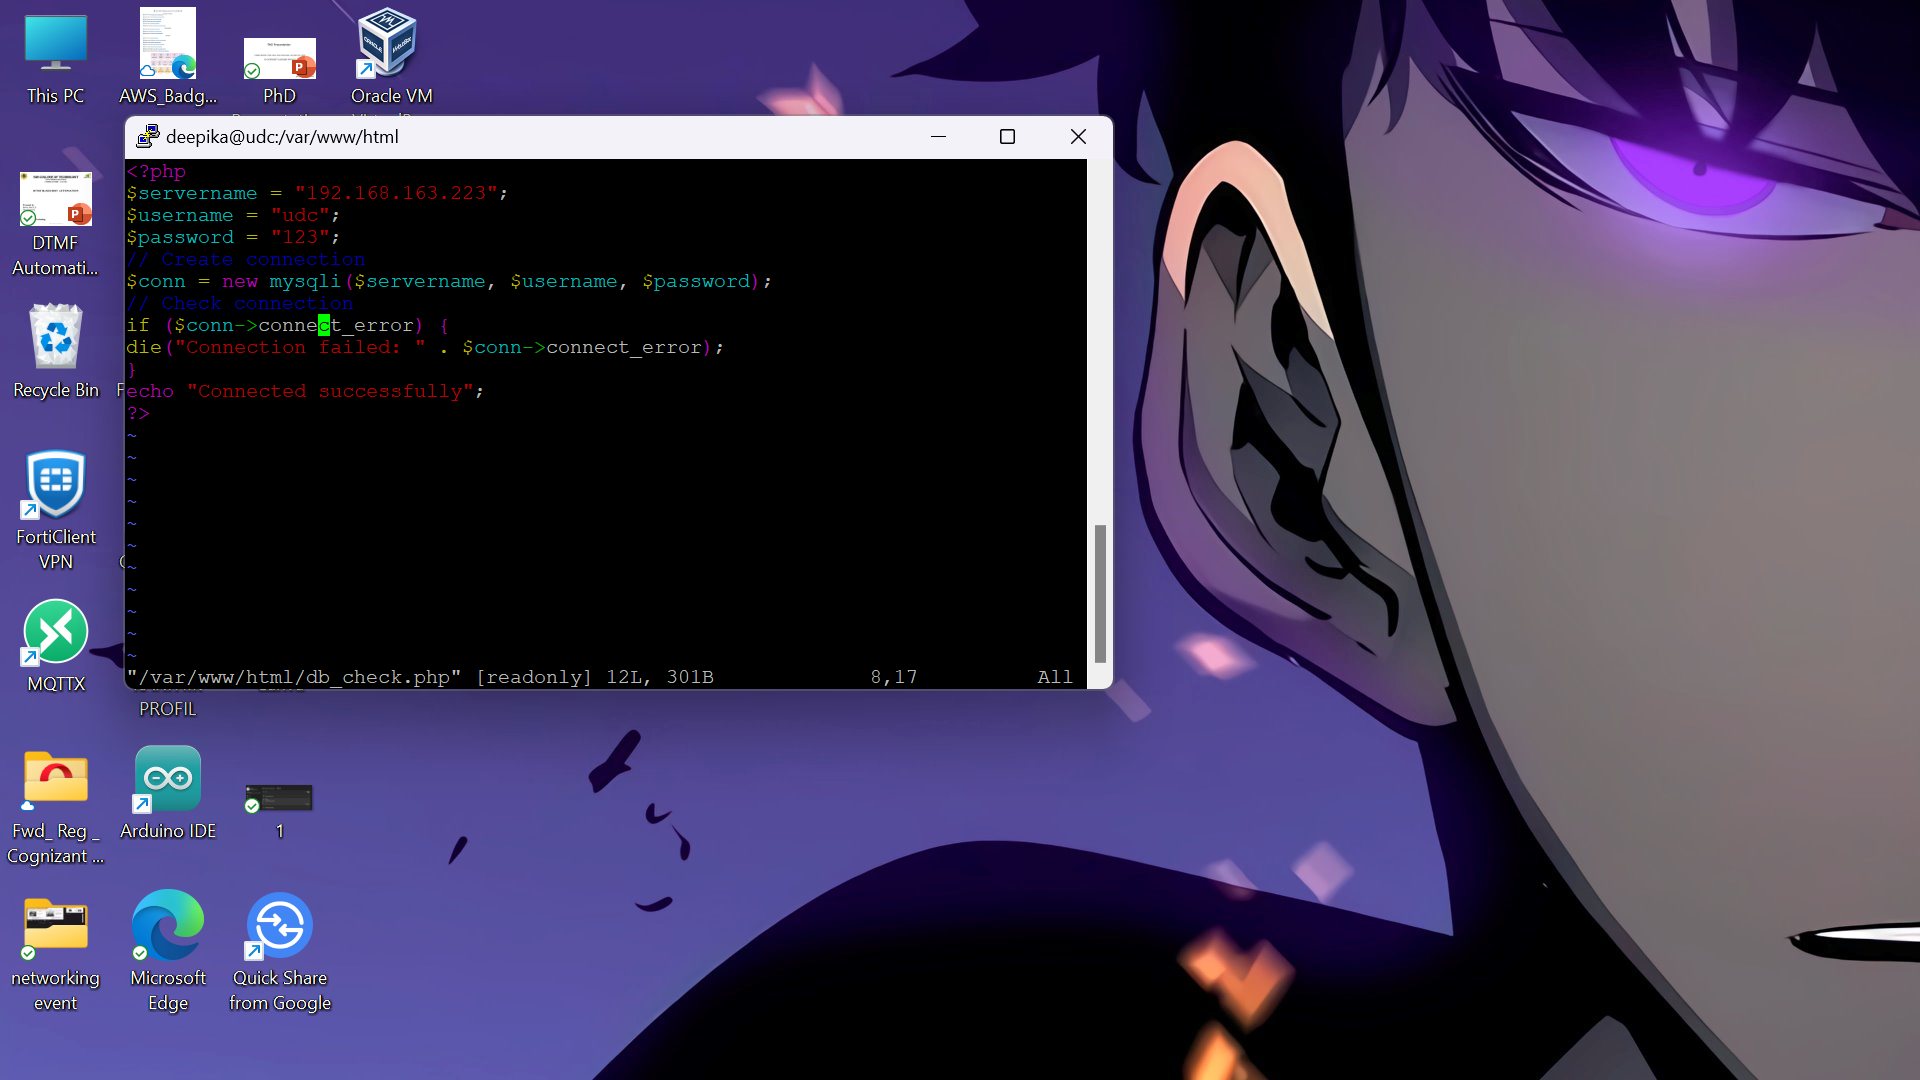 This PC
AWS_Badg...
PhD
Oracle VM
deepika@udc:/var/www/html
<?php
$servername = "192.168.163.223";
$username = "udc";
$password = "123";
// Create connection
$conn = new mysqli($servername, $username, $password);
// Check connection
if ($conn->connect_error) {
die("Connection failed: " . $conn->connect_error);
}
echo "Connected successfully";
?>
~
~
~
~
~
~
~
~
~
~
~
"/var/www/html/db_check.php" [readonly] 12L, 301B 8,17 All
DTMF
Automati...
Recycle Bin
FortiClient
VPN
MQTTX
PROFIL
Fwd_ Reg _
Cognizant ...
Arduino IDE
1
networking
event
Microsoft
Edge
Quick Share
from Google